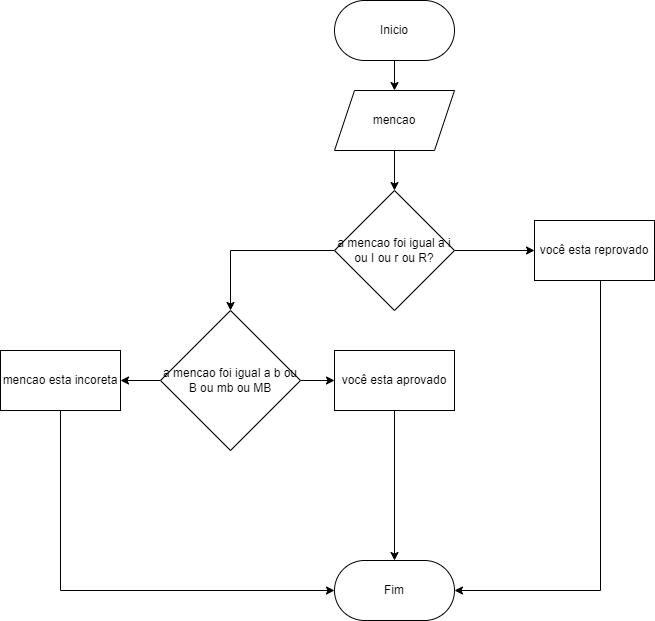 Inicio
mencao
a mencao foi igual a i
ou I ou r ou R?
você esta reprovado
mencao esta incoreta
a mencao foi igual a b ou
B ou mb ou MB
você esta aprovado
Fim